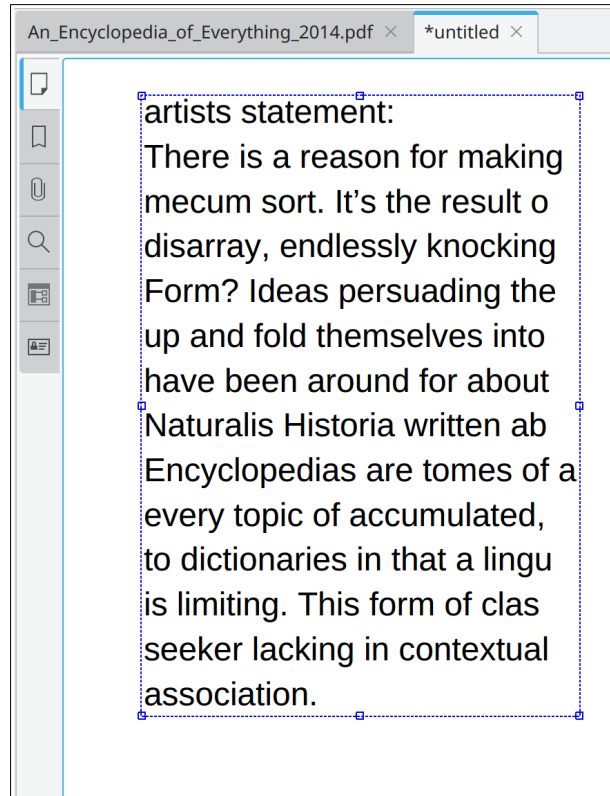 An_Encyclopedia_of_Everything_2014.pdf *untitled
artists statement:
There is a reason for making
mecum sort. It’s the result o
disarray, endlessly knocking
Form? Ideas persuading the
up and fold themselves into
have been around for about
Naturalis Historia written ab
Encyclopedias are tomes of a
every topic of accumulated,
to dictionaries in that a lingu
is limiting. This form of clas
seeker lacking in contextual
association.